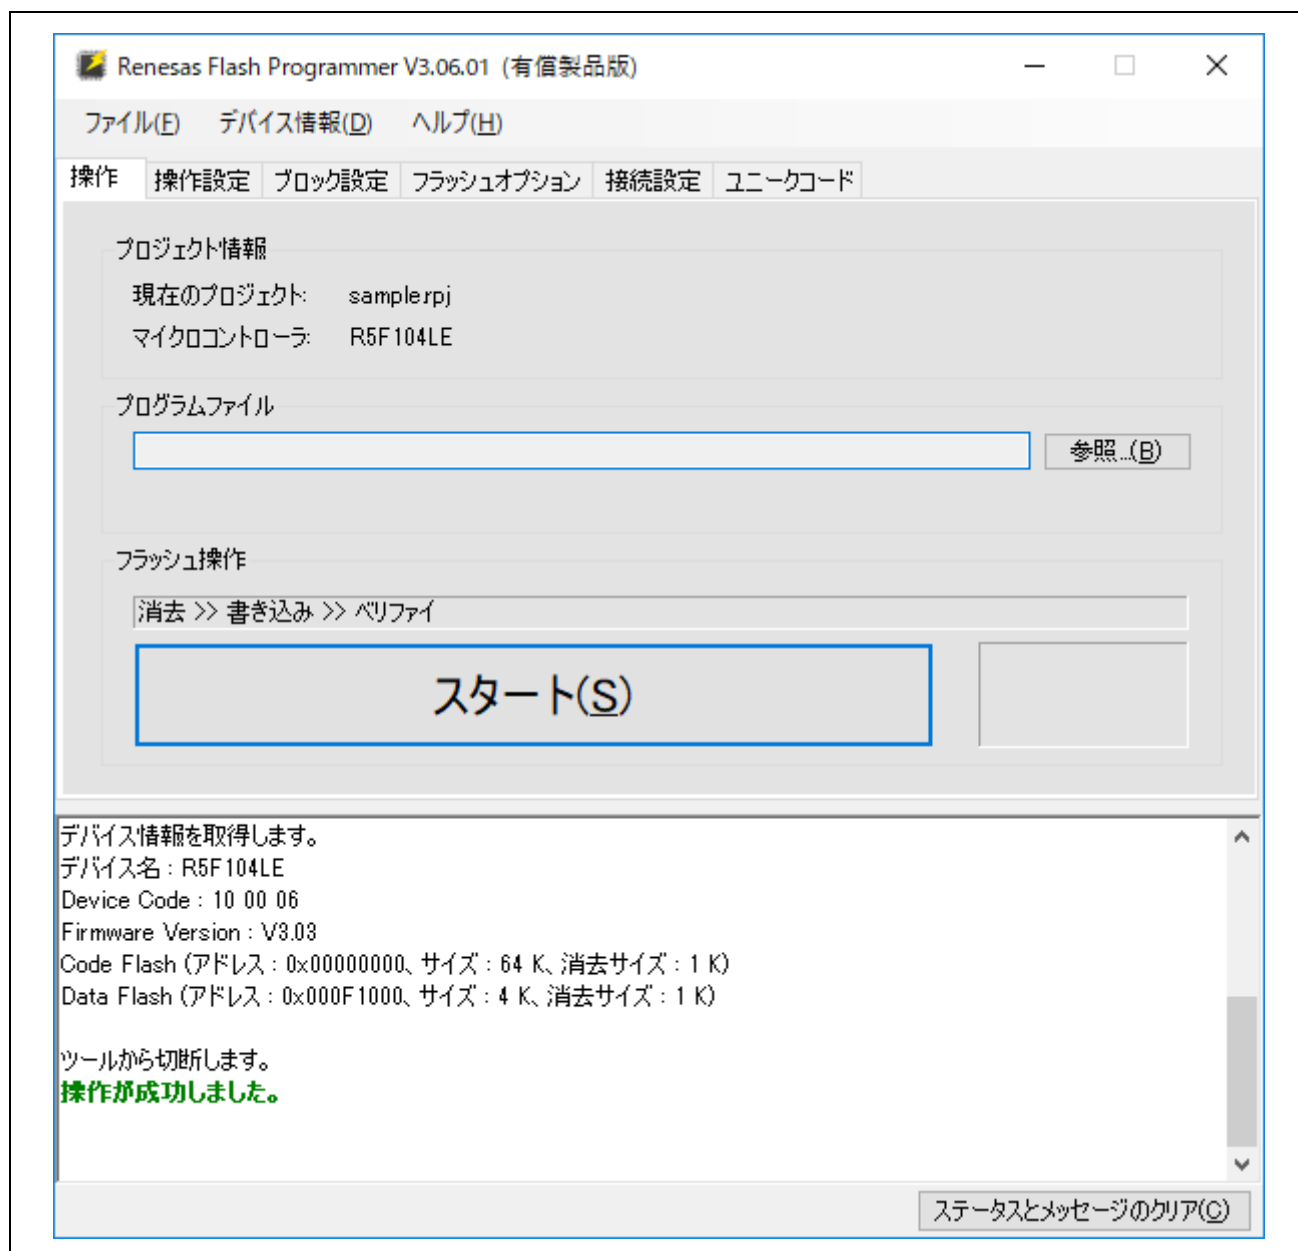 Renesas Flash Programmer V3.06.01 (有償製品版)
ファイル(F) デバイス情報(D) ヘルプ(H)
操作 操作設定 ブロック設定 フラッシュオプション 接続設定 ユニークコード
プロジェクト情報
現在のプロジェクト: sample.rpj
マイクロコントローラ: R5F104LE
プログラムファイル
参照...(B)
フラッシュ操作
消去 >> 書き込み >> ベリファイ
スタート(S)
デバイス情報を取得します。
デバイス名 : R5F104LE
Device Code : 10 00 06
Firmware Version : V3.03
Code Flash (アドレス : 0x00000000、サイズ : 64 K、消去サイズ : 1 K)
Data Flash (アドレス : 0x000F1000、サイズ : 4 K、消去サイズ : 1 K)
ツールから切断します。
操作が成功しました。
ステータスとメッセージのクリア(C)